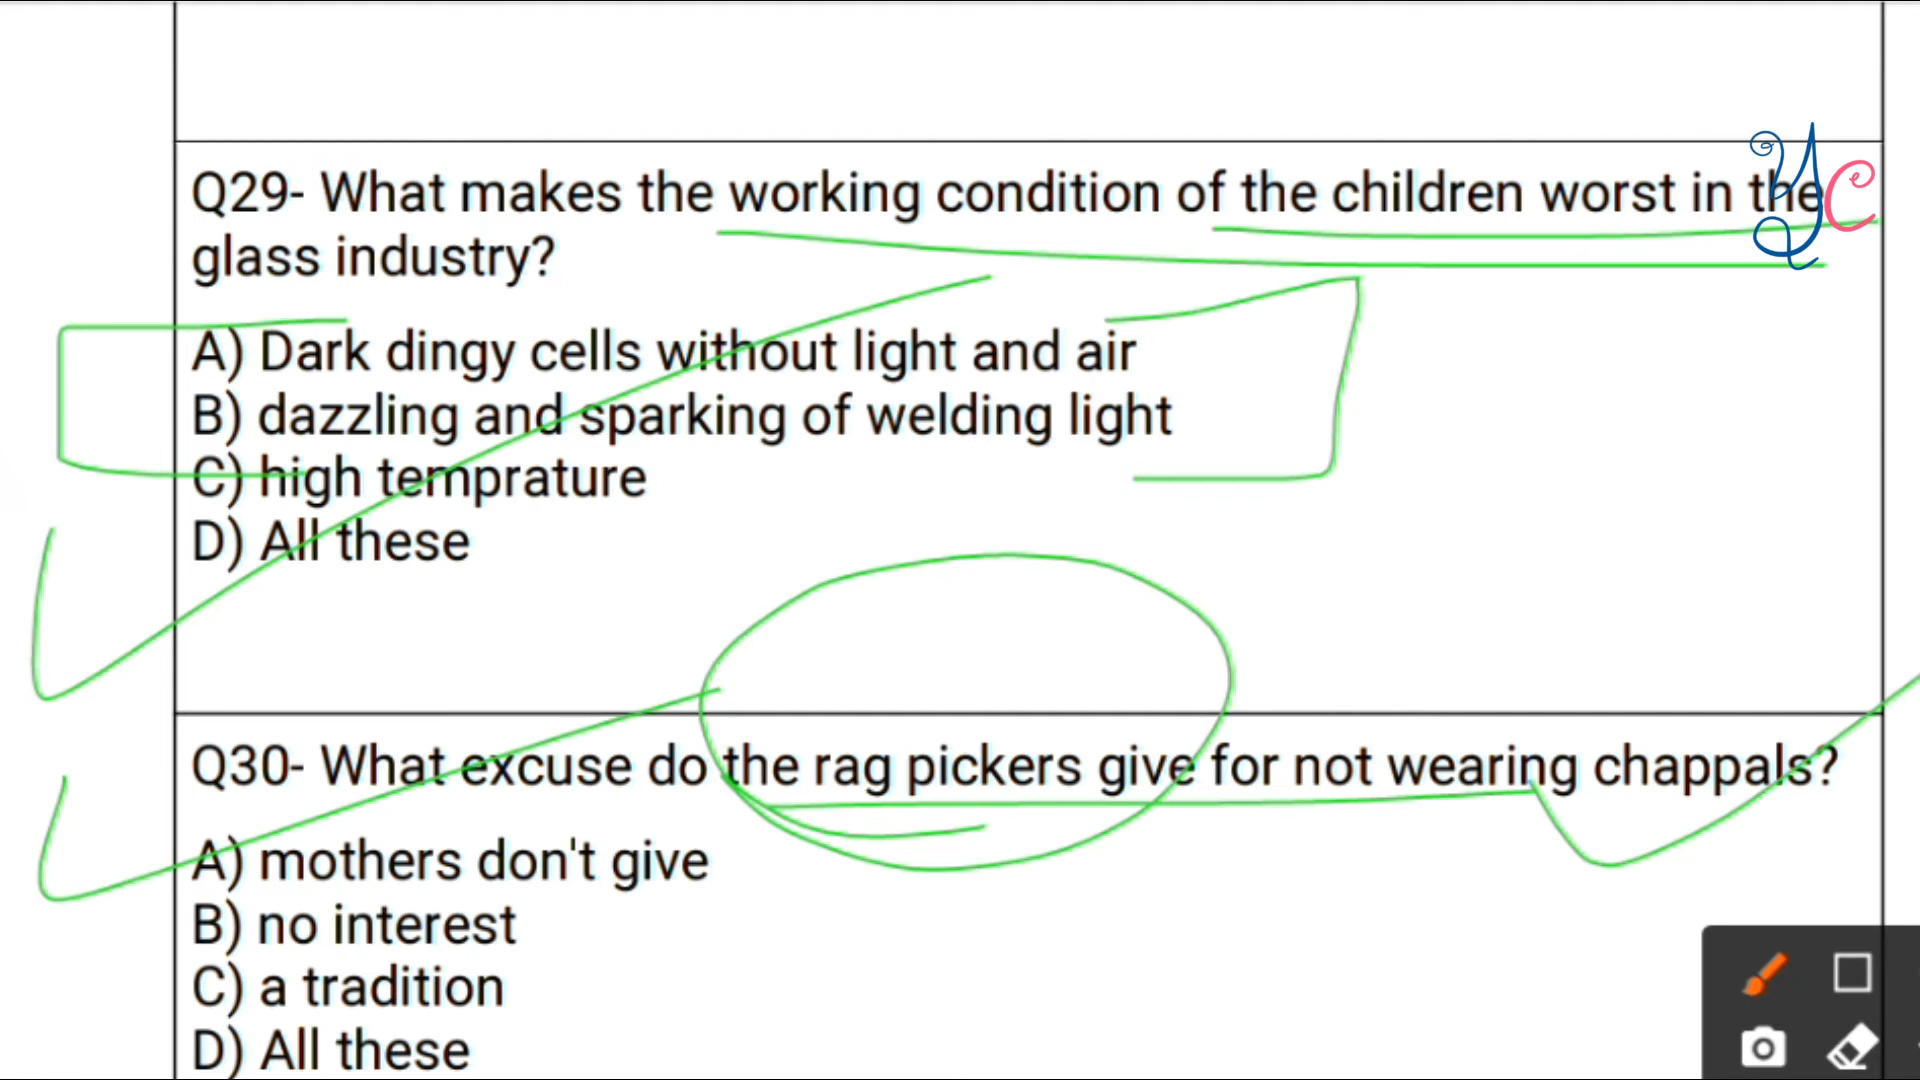 Q29- What makes the working condition of the children worst in the
glass industry?
A) Dark dingy cells without light and air
B) dazzling and sparking of welding light
C) high temprature
D) All these
YC
Q30- What excuse do the rag pickers give for not wearing chappals?
A) mothers don't give
B) no interest
C) a tradition
D) All these